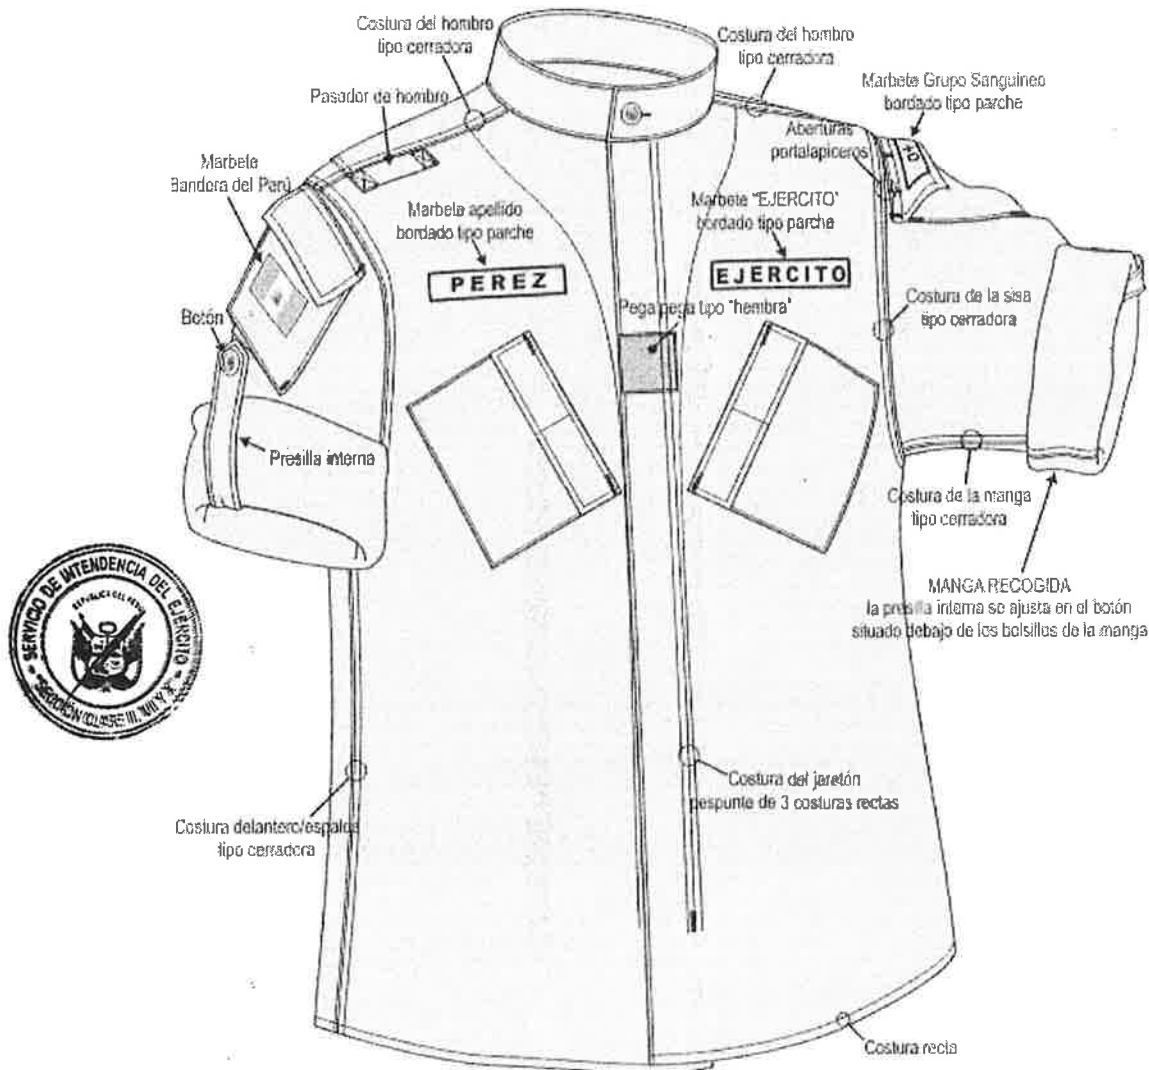 Costura del hombro
tipo cerradora
Costura del hombro
tipo cerradora
Pasador de hombro
Marbete Grupo Sanguineo
bordado tipo parche
Aberturas
portalapiceros
Marbete
Bandera del Perú
Marbete apellido
bordado tipo parche
Marbete "EJERCITO"
bordado tipo parche
PEREZ
EJERCITO
O+
Botón
Pega pega tipo "hembra"
Costura de la sisa
tipo cerradora
Presilla interna
Costura de la manga
tipo cerradora
MANGA RECOGIDA
la presilla interna se ajusta en el botón
situado debajo de los bolsillos de la manga
SERVICIO DE INTENDENCIA DEL EJÉRCITO
REPUBLICA DEL PERU
Costura del jaretón
pespunte de 3 costuras rectas
Costura delantero/espalda
tipo cerradora
Costura recta